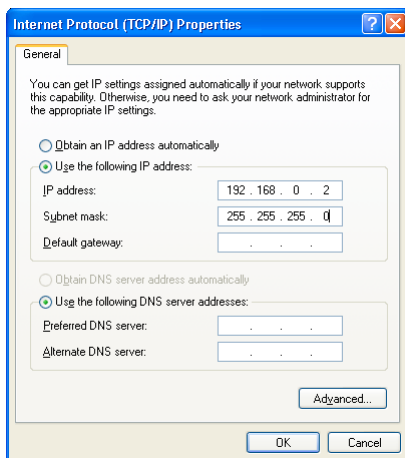 Internet Protocol (TCP/IP) Properties
General
You can get IP settings assigned automatically if your network supports
this capability. Otherwise, you need to ask your network administrator for
the appropriate IP settings.
Obtain an IP address automatically
Use the following IP address:
IP address: 192 . 168 . 0 . 2
Subnet mask: 255 . 255 . 255 . 0
Default gateway: . . .
Obtain DNS server address automatically
Use the following DNS server addresses:
Preferred DNS server: . . .
Alternate DNS server: . . .
Advanced...
OK Cancel